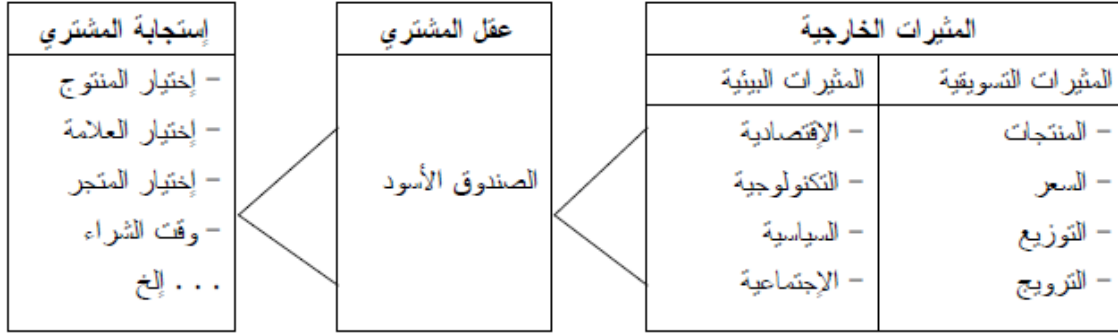 المثيرات الخارجية
المثيرات التسويقية
- المنتجات
- السعر
- التوزيع
- الترويج
المثيرات البيئية
- الإقتصادية
- التكنولوجية
- السياسية
- الإجتماعية
عقل المشتري
الصندوق الأسود
إستجابة المشتري
- إختيار المنتوج
- إختيار العلامة
- إختيار المتجر
- وقت الشراء
... إلخ